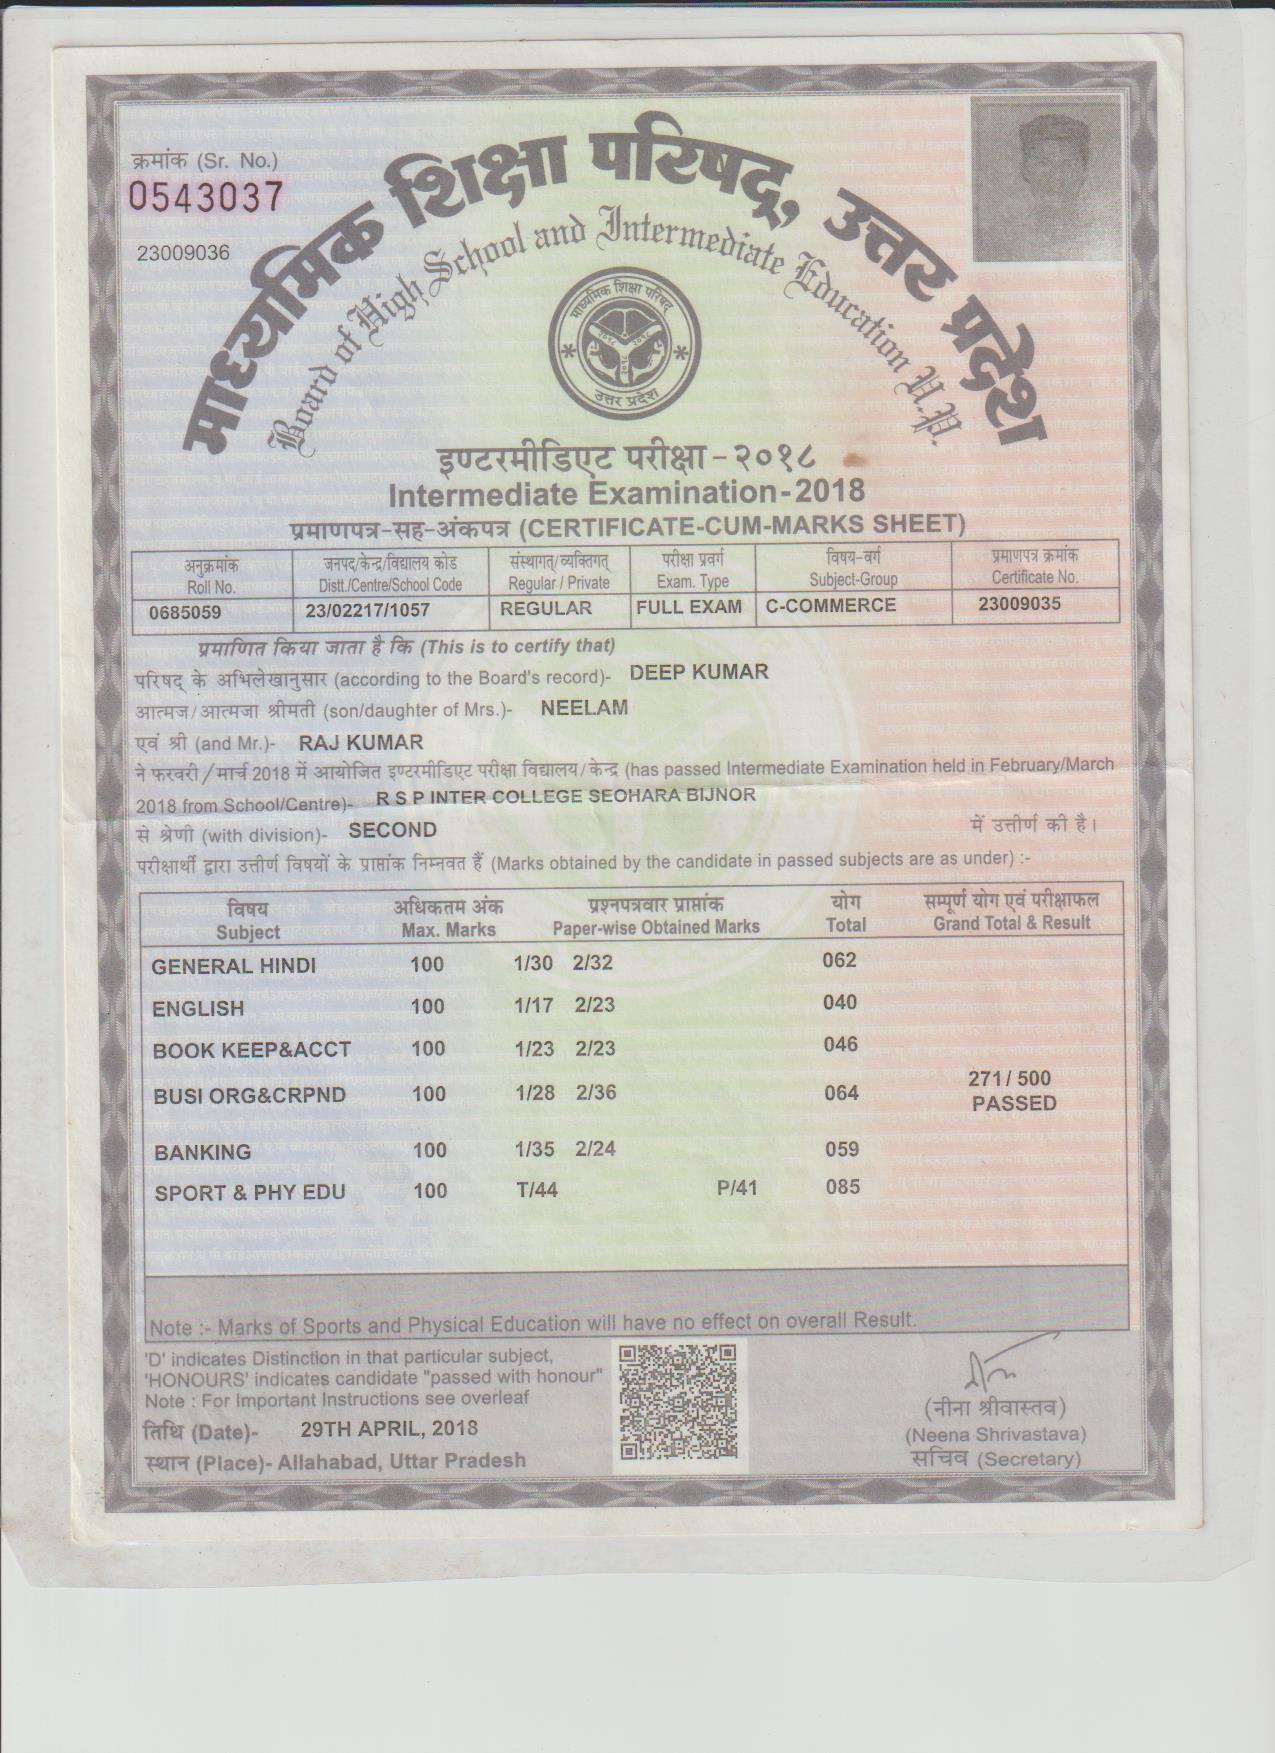 क्रमांक (Sr. No.)
0543037
23009036
माध्यमिक शिक्षा परिषद्, उत्तर प्रदेश
Board of High School and Intermediate Education U.P.
माध्यमिक शिक्षा परिषद्
२०१८ २०१८
२०१८
उत्तर प्रदेश
इण्टरमीडिएट परीक्षा - २०१८
Intermediate Examination-2018
प्रमाणपत्र-सह-अंकपत्र (CERTIFICATE-CUM-MARKS SHEET)
अनुक्रमांक जनपद/केन्द्र/विद्यालय कोड संस्थागत्/व्यक्तिगत् परीक्षा प्रवर्ग विषय-वर्ग प्रमाणपत्र क्रमांक
Roll No. Distt./Centre/School Code Regular / Private Exam. Type Subject-Group Certificate No.
0685059 23/02217/1057 REGULAR FULL EXAM C-COMMERCE 23009035
प्रमाणित किया जाता है कि (This is to certify that)
परिषद् के अभिलेखानुसार (according to the Board's record)- DEEP KUMAR
आत्मज/आत्मजा श्रीमती (son/daughter of Mrs.)- NEELAM
एवं श्री (and Mr.)- RAJ KUMAR
ने फरवरी/मार्च 2018 में आयोजित इण्टरमीडिएट परीक्षा विद्यालय/केन्द्र (has passed Intermediate Examination held in February/March
2018 from School/Centre)- R S P INTER COLLEGE SEOHARA BIJNOR
से श्रेणी (with division)- SECOND में उत्तीर्ण की है।
परीक्षार्थी द्वारा उत्तीर्ण विषयों के प्राप्तांक निम्नवत हैं (Marks obtained by the candidate in passed subjects are as under) :-
विषय अधिकतम अंक प्रश्नपत्रवार प्राप्तांक योग सम्पूर्ण योग एवं परीक्षाफल
Subject Max. Marks Paper-wise Obtained Marks Total Grand Total & Result
GENERAL HINDI 100 1/30 2/32 062
ENGLISH 100 1/17 2/23 040
BOOK KEEP&ACCT 100 1/23 2/23 046
BUSI ORG&CRPND 100 1/28 2/36 064 271/ 500
PASSED
BANKING 100 1/35 2/24 059
SPORT & PHY EDU 100 T/44 P/41 085
Note :- Marks of Sports and Physical Education will have no effect on overall Result.
'D' indicates Distinction in that particular subject,
'HONOURS' indicates candidate "passed with honour"
Note : For Important Instructions see overleaf
तिथि (Date)- 29TH APRIL, 2018
स्थान (Place)- Allahabad, Uttar Pradesh
(नीना श्रीवास्तव)
(Neena Shrivastava)
सचिव (Secretary)